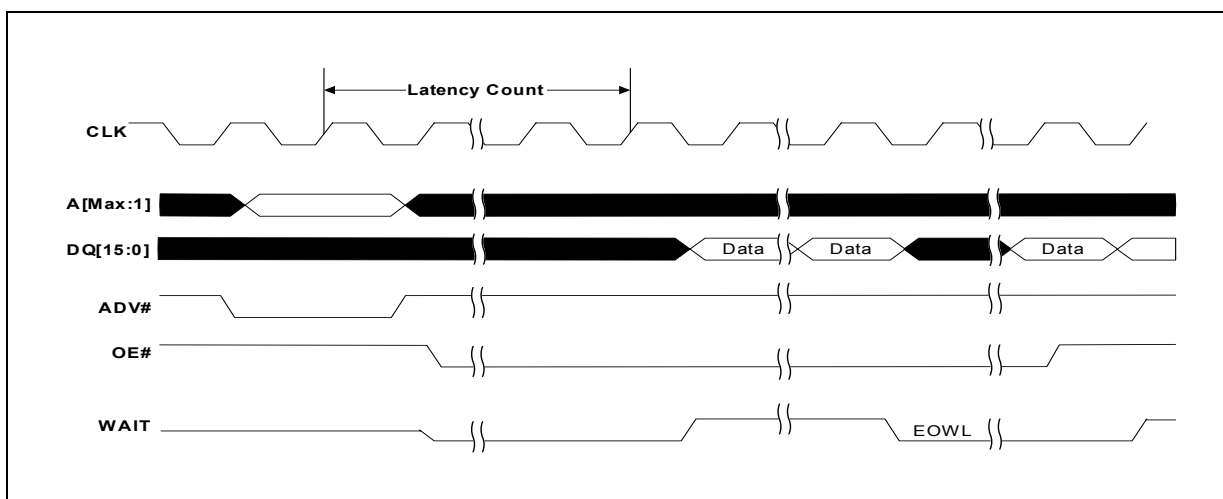 Latency Count
CLK
A[Max:1]
DQ[15:0]
Data
Data
Data
ADV#
OE#
WAIT
EOWL